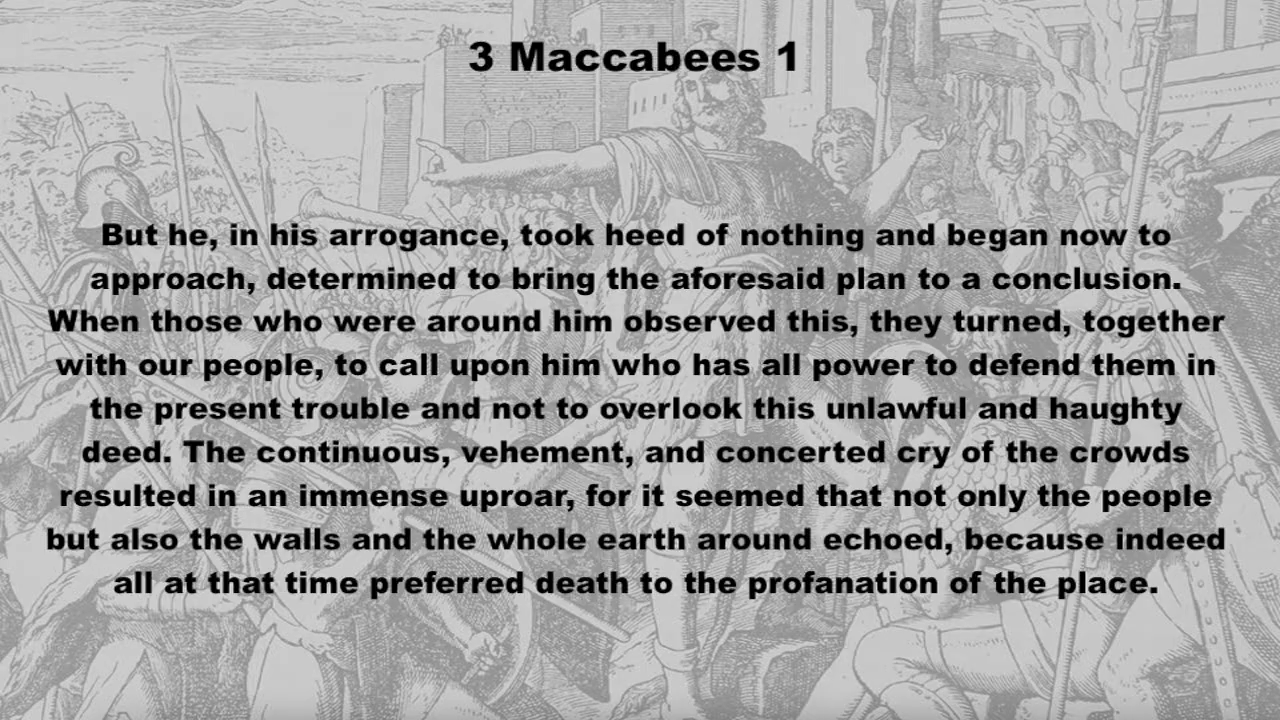 3 Maccabees 1
But he, in his arrogance, took heed of nothing and began now to
approach, determined to bring the aforesaid plan to a conclusion.
When those who were around him observed this, they turned, together
with our people, to call upon him who has all power to defend them in
the present trouble and not to overlook this unlawful and haughty
deed. The continuous, vehement, and concerted cry of the crowds
resulted in an immense uproar, for it seemed that not only the people
but also the walls and the whole earth around echoed, because indeed
all at that time preferred death to the profanation of the place.